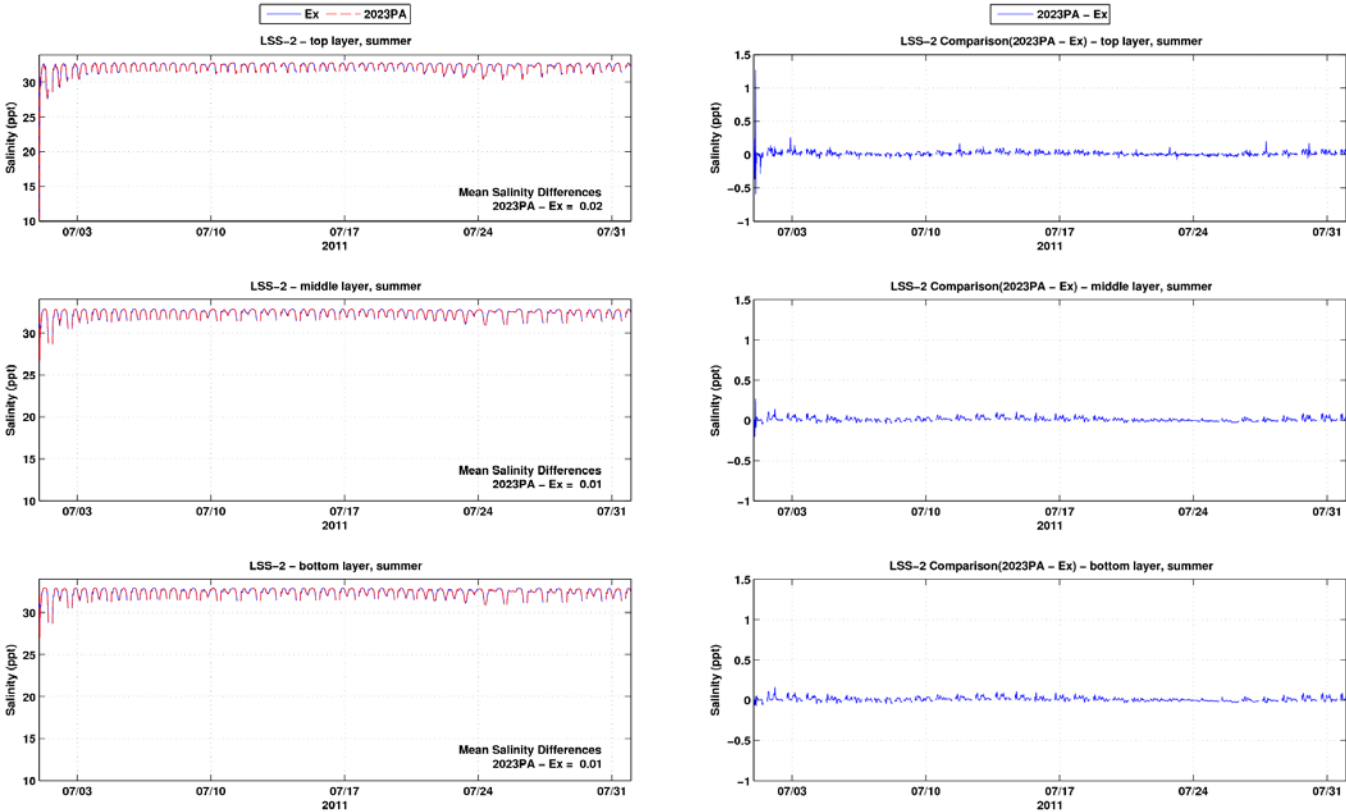 Ex 2023PA
LSS-2 - top layer, summer
Salinity (ppt)
30
25
20
15
10
Mean Salinity Differences
2023PA - Ex = 0.02
07/03 07/10 07/17 07/24 07/31
2011
2023PA - Ex
LSS-2 Comparison(2023PA - Ex) - top layer, summer
Salinity (ppt)
1.5
1
0.5
0
-0.5
-1
07/03 07/10 07/17 07/24 07/31
2011
LSS-2 - middle layer, summer
Salinity (ppt)
30
25
20
15
10
Mean Salinity Differences
2023PA - Ex = 0.01
07/03 07/10 07/17 07/24 07/31
2011
LSS-2 Comparison(2023PA - Ex) - middle layer, summer
Salinity (ppt)
1.5
1
0.5
0
-0.5
-1
07/03 07/10 07/17 07/24 07/31
2011
LSS-2 - bottom layer, summer
Salinity (ppt)
30
25
20
15
10
Mean Salinity Differences
2023PA - Ex = 0.01
07/03 07/10 07/17 07/24 07/31
2011
LSS-2 Comparison(2023PA - Ex) - bottom layer, summer
Salinity (ppt)
1.5
1
0.5
0
-0.5
-1
07/03 07/10 07/17 07/24 07/31
2011